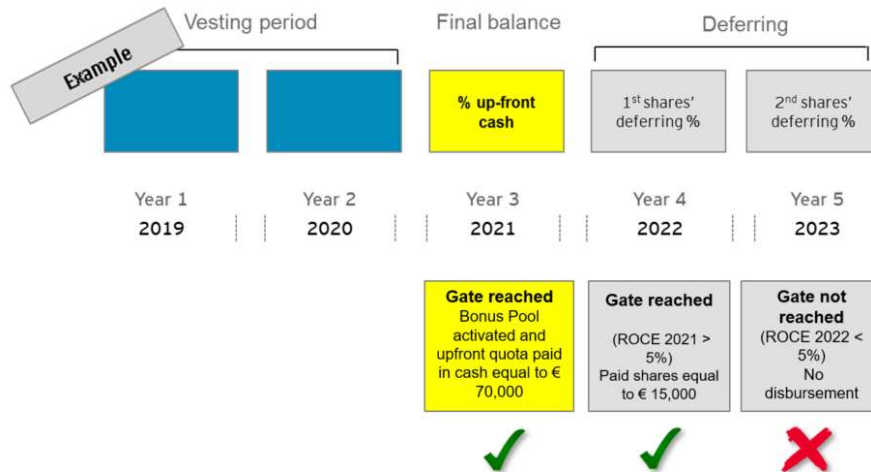 Vesting period
Final balance
Deferring
Example
% up-front
cash
1st shares'
deferring %
2nd shares'
deferring %
Year 1
Year 2
Year 3
Year 4
Year 5
2019
2020
2021
2022
2023
Gate reached
Bonus Pool
activated and
upfront quota paid
in cash equal to €
70,000
Gate reached
(ROCE 2021 >
5%)
Paid shares equal
to € 15,000
Gate not
reached
(ROCE 2022 <
5%)
No
disbursement